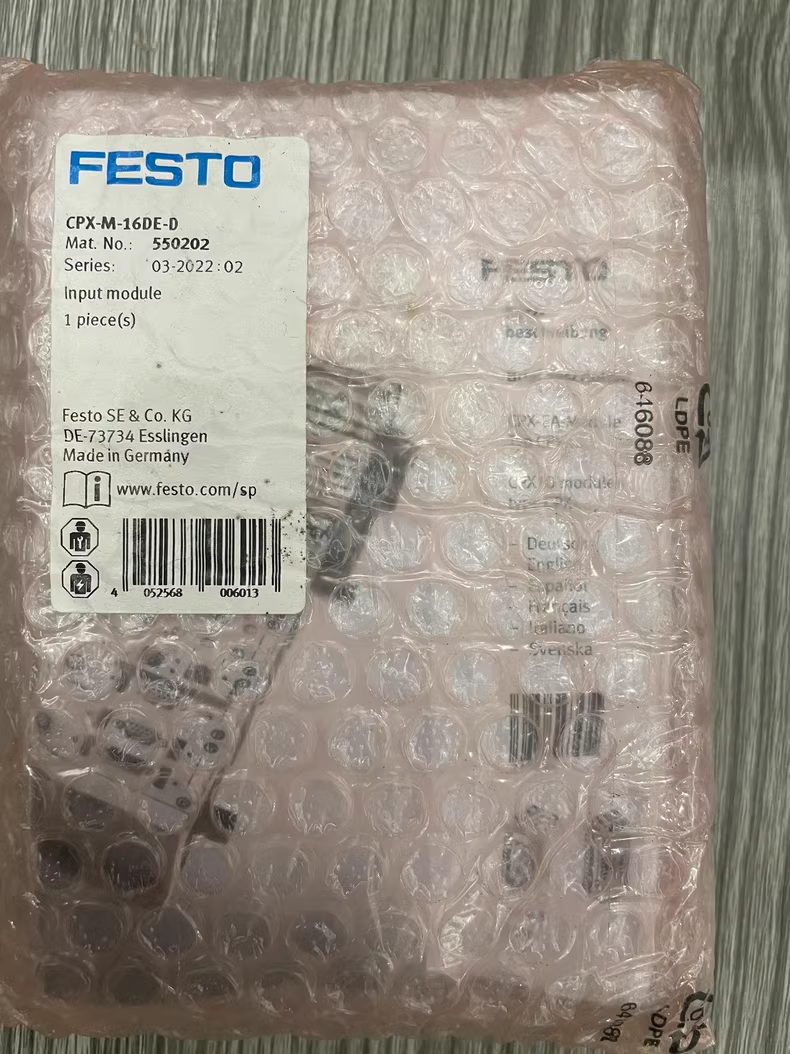 FESTO
CPX-M-16DE-D
Mat. No.: 550202
Series: 03-2022:02
Input module
1 piece(s)
Festo SE & Co. KG
DE-73734 Esslingen
Made in Germany
www.festo.com/sp
4 052568 006013
FESTO
Deutsch
English
Español
Français
Italiano
Svenska
646088
LDPE
LDPE